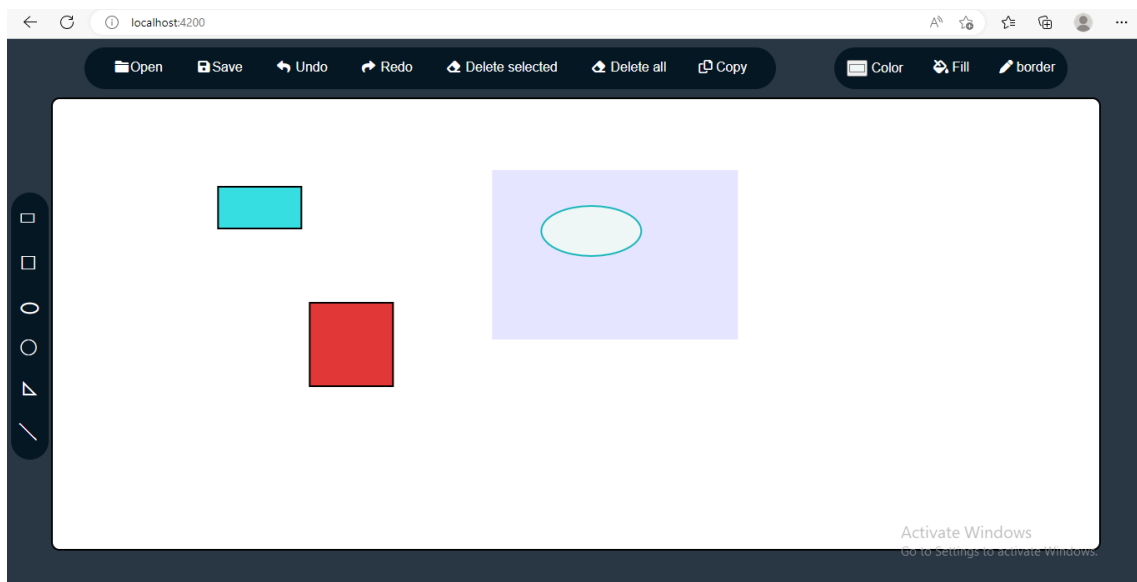 localhost:4200
Open Save Undo Redo Delete selected Delete all Copy Color Fill border
Activate Windows
Go to Settings to activate Windows.